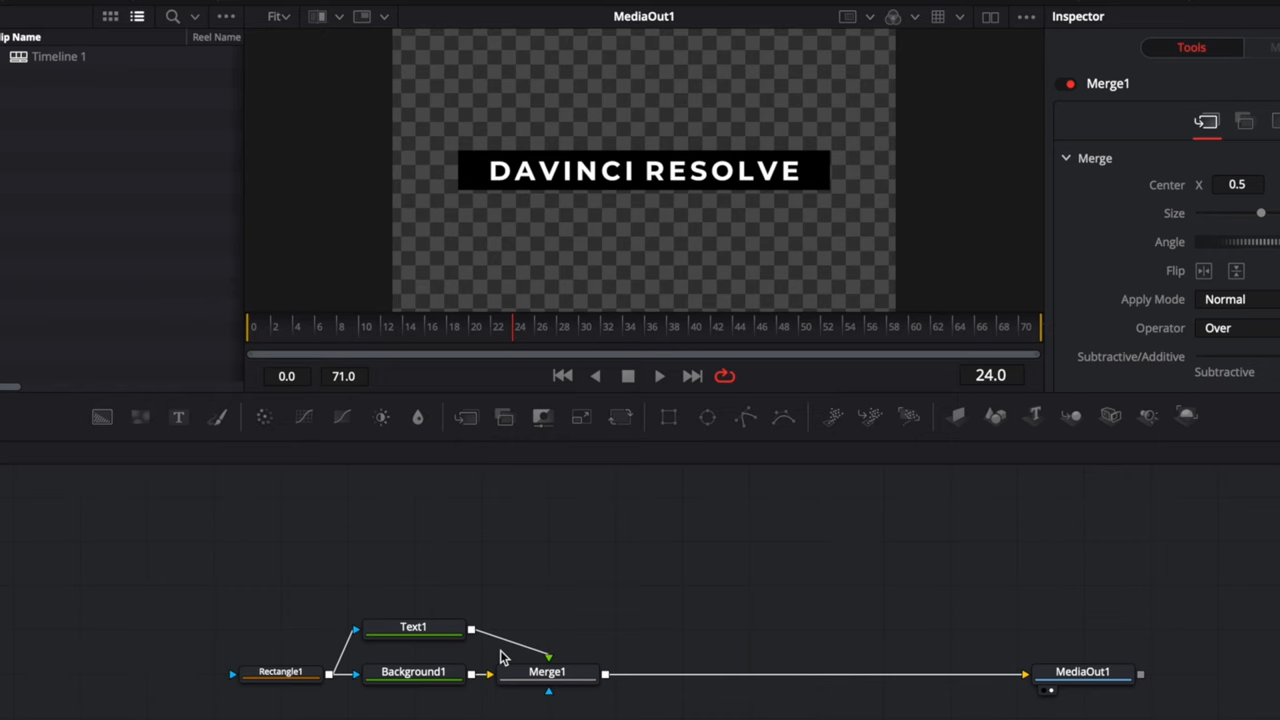 Fit
MediaOut1
Inspector
lip Name
Reel Name
Timeline 1
Tools
Merge1
Merge
Center X 0.5
Size
Angle
Flip
Apply Mode Normal
Operator Over
Subtractive/Additive
Subtractive
DAVINCI RESOLVE
0 2 4 6 8 10 12 14 16 18 20 22 24 26 28 30 32 34 36 38 40 42 44 46 48 50 52 54 56 58 60 62 64 66 68 70
0.0 71.0 24.0
T
Text1
Rectangle1 Background1 Merge1 MediaOut1